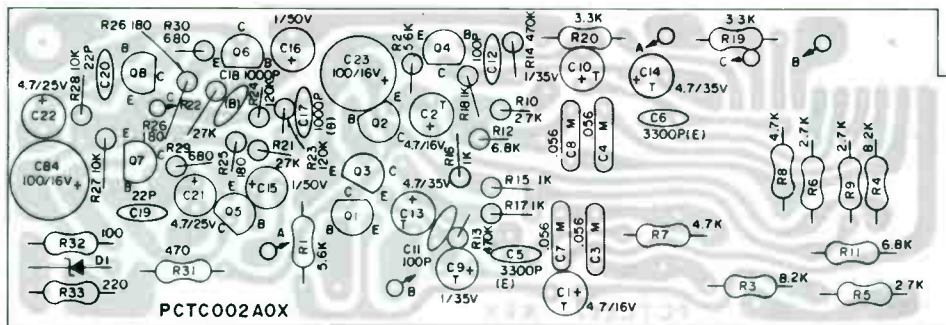 R26 180
R30 680
1/50V
C16
C23
100/16V
R2 5.6K
Q4
B
E
C
100P
C12
R14 470K
3.3K
R20
A
3.3K
R19
C
B
R28 10K
22P
C20
B
Q8
C
E
E
Q6
B
C
C18 1000P
R24 120K
C10
T
1/35V
C14
T
4.7/35V
4.7/25V
C22
C
R22
27K
(B)
C17
1000P (B)
E
Q2
B
C
C2
T
4.7/16V
R18 1K
R10
27K
C6
3300P(E)
R26
180
R12
6.8K
.056
C8 M
.056
C4 M
C84
100/16V
R27 10K
E
C
Q7
B
R29
680
R25
180
R21
27K
R23
120K
R16
1K
4.7K
R8
2.7K
R6
2.7K
R9
8.2K
R4
22P
C19
C21
4.7/25V
E
Q5
C
B
C15
1/50V
C
Q3
B
E
R15 1K
R17 1K
4.7/35V
C13
T
E
Q1
B
C
R32
100
D1
R33
220
470
R31
A
R1
5.6K
C11
100P
R13
470K
C9
T
1/35V
B
C5
3300P
(E)
.056
C7 M
.056
C3 M
C1
T
4.7/16V
R7
4.7K
R11
6.8K
R3
8.2K
R5
2.7K
PCTC002A0X